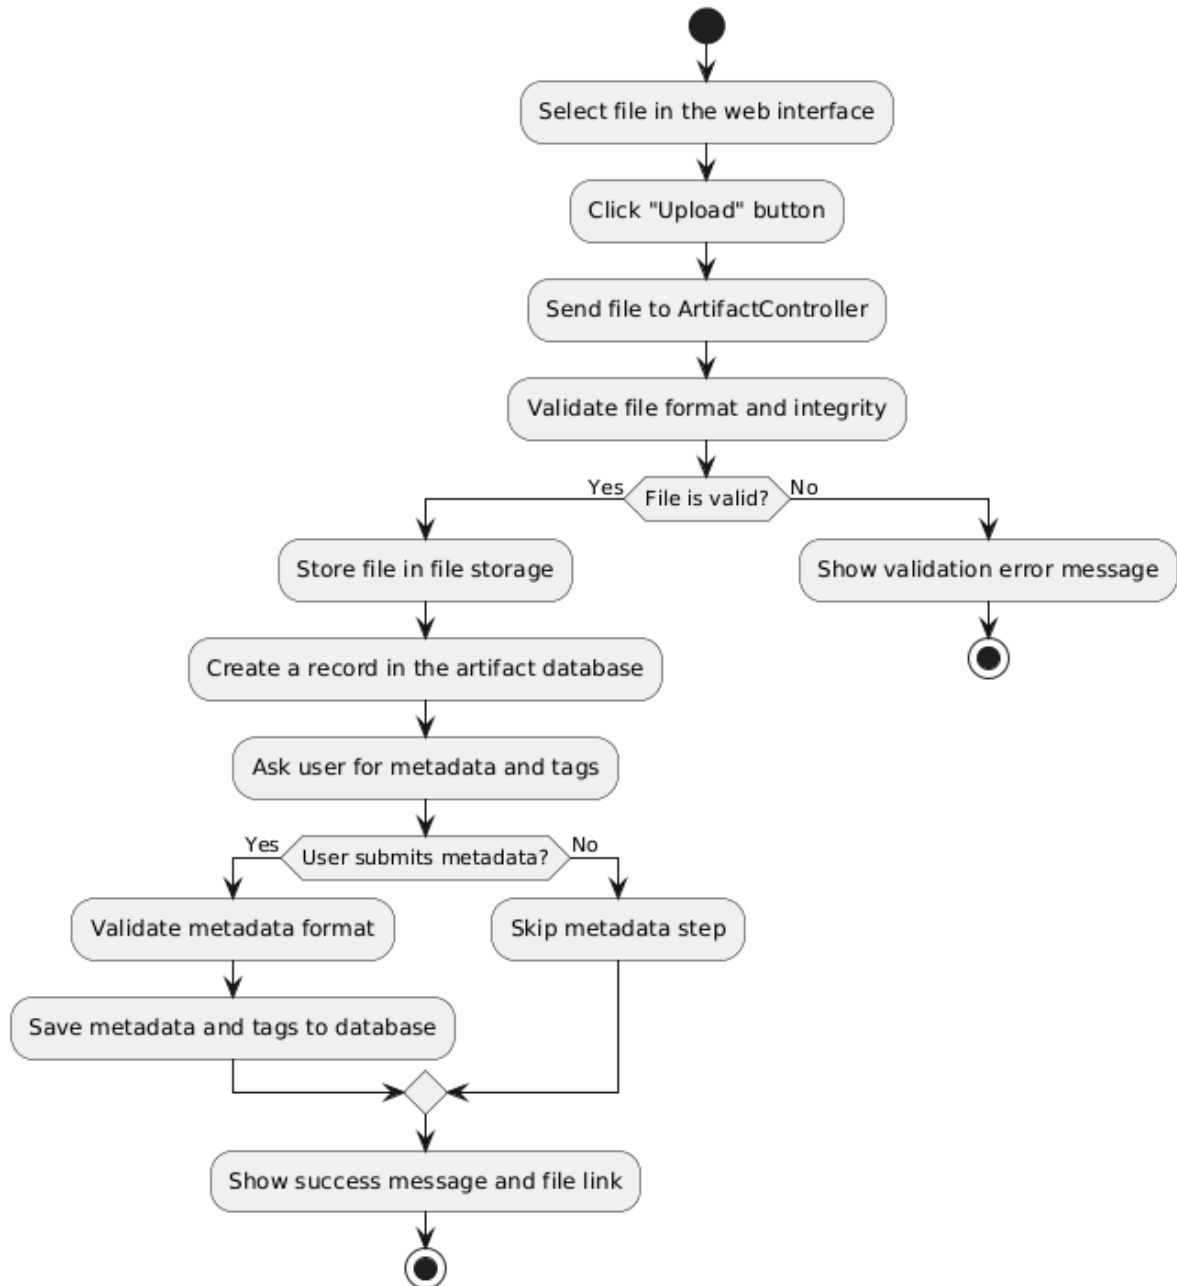 Select file in the web interface
Click "Upload" button
Send file to ArtifactController
Validate file format and integrity
Yes
File is valid?
No
Store file in file storage
Show validation error message
Create a record in the artifact database
Ask user for metadata and tags
Yes
User submits metadata?
No
Validate metadata format
Skip metadata step
Save metadata and tags to database
Show success message and file link